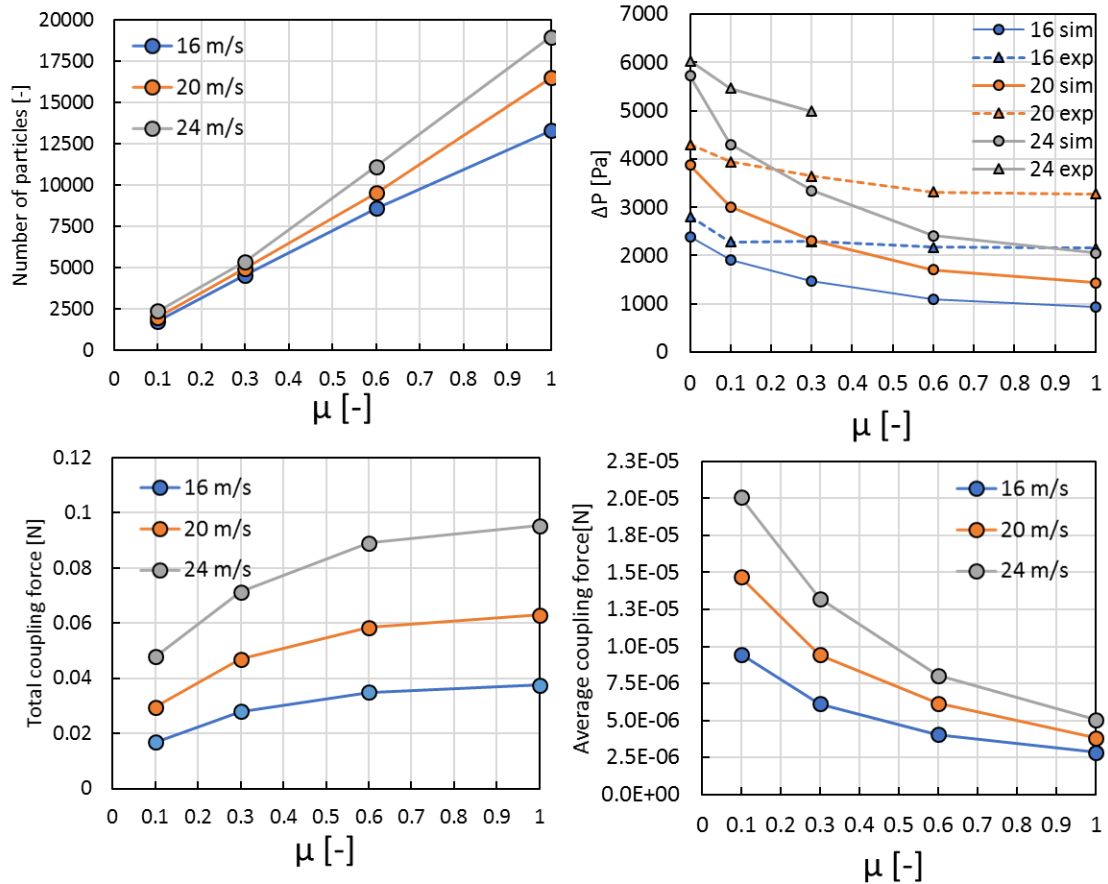 20000
17500
15000
12500
10000
7500
5000
2500
0
Number of particles [-]
16 m/s
20 m/s
24 m/s
0 0.1 0.2 0.3 0.4 0.5 0.6 0.7 0.8 0.9 1
μ [-]
7000
6000
5000
4000
3000
2000
1000
0
ΔP [Pa]
16 sim
16 exp
20 sim
20 exp
24 sim
24 exp
0 0.1 0.2 0.3 0.4 0.5 0.6 0.7 0.8 0.9 1
μ [-]
0.12
0.1
0.08
0.06
0.04
0.02
0
Total coupling force [N]
16 m/s
20 m/s
24 m/s
0 0.1 0.2 0.3 0.4 0.5 0.6 0.7 0.8 0.9 1
μ [-]
2.3E-05
2.0E-05
1.8E-05
1.5E-05
1.3E-05
1.0E-05
7.5E-06
5.0E-06
2.5E-06
0.0E+00
Average coupling force[N]
16 m/s
20 m/s
24 m/s
0 0.1 0.2 0.3 0.4 0.5 0.6 0.7 0.8 0.9 1
μ [-]